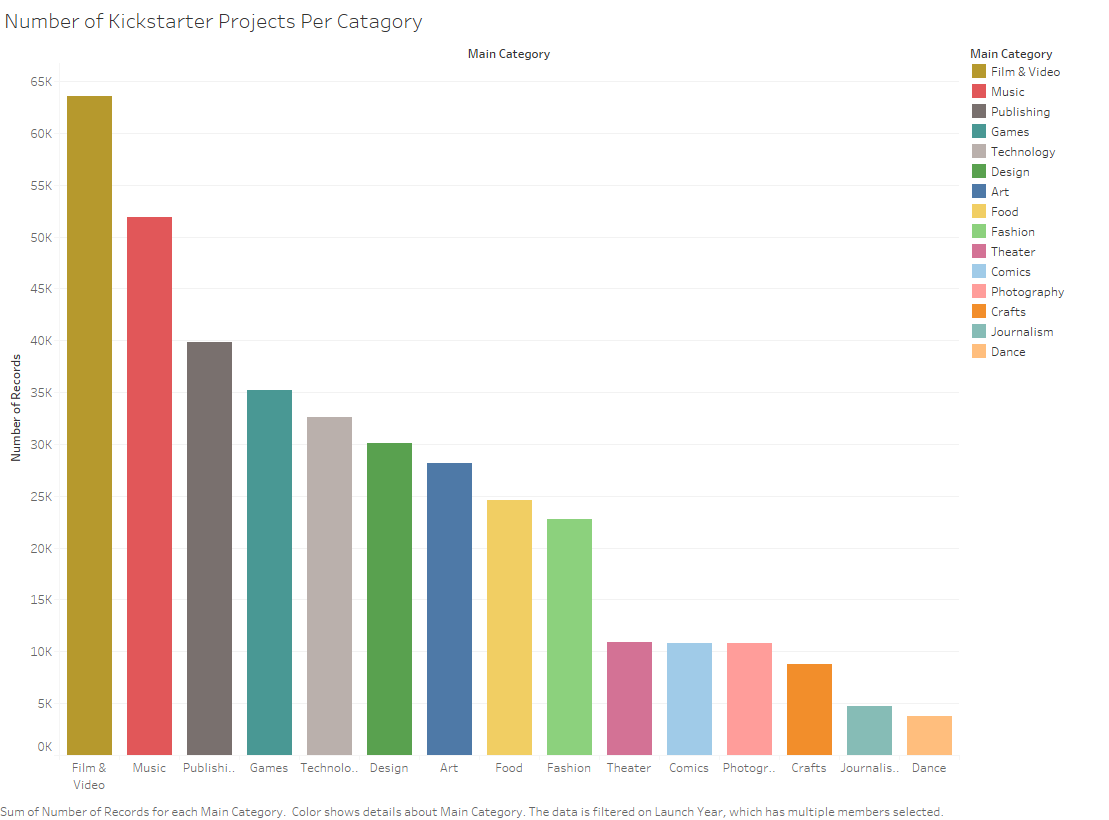 Number of Kickstarter Projects Per Catagory
Main Category
Main Category
Film & Video
Music
Publishing
Games
Technology
Design
Art
Food
Fashion
Theater
Comics
Photography
Crafts
Journalism
Dance
Number of Records
65K
60K
55K
50K
45K
40K
35K
30K
25K
20K
15K
10K
5K
0K
Film &
Video
Music
Publishi..
Games
Technolo..
Design
Art
Food
Fashion
Theater
Comics
Photogr..
Crafts
Journalis..
Dance
Sum of Number of Records for each Main Category.  Color shows details about Main Category. The data is filtered on Launch Year, which has multiple members selected.